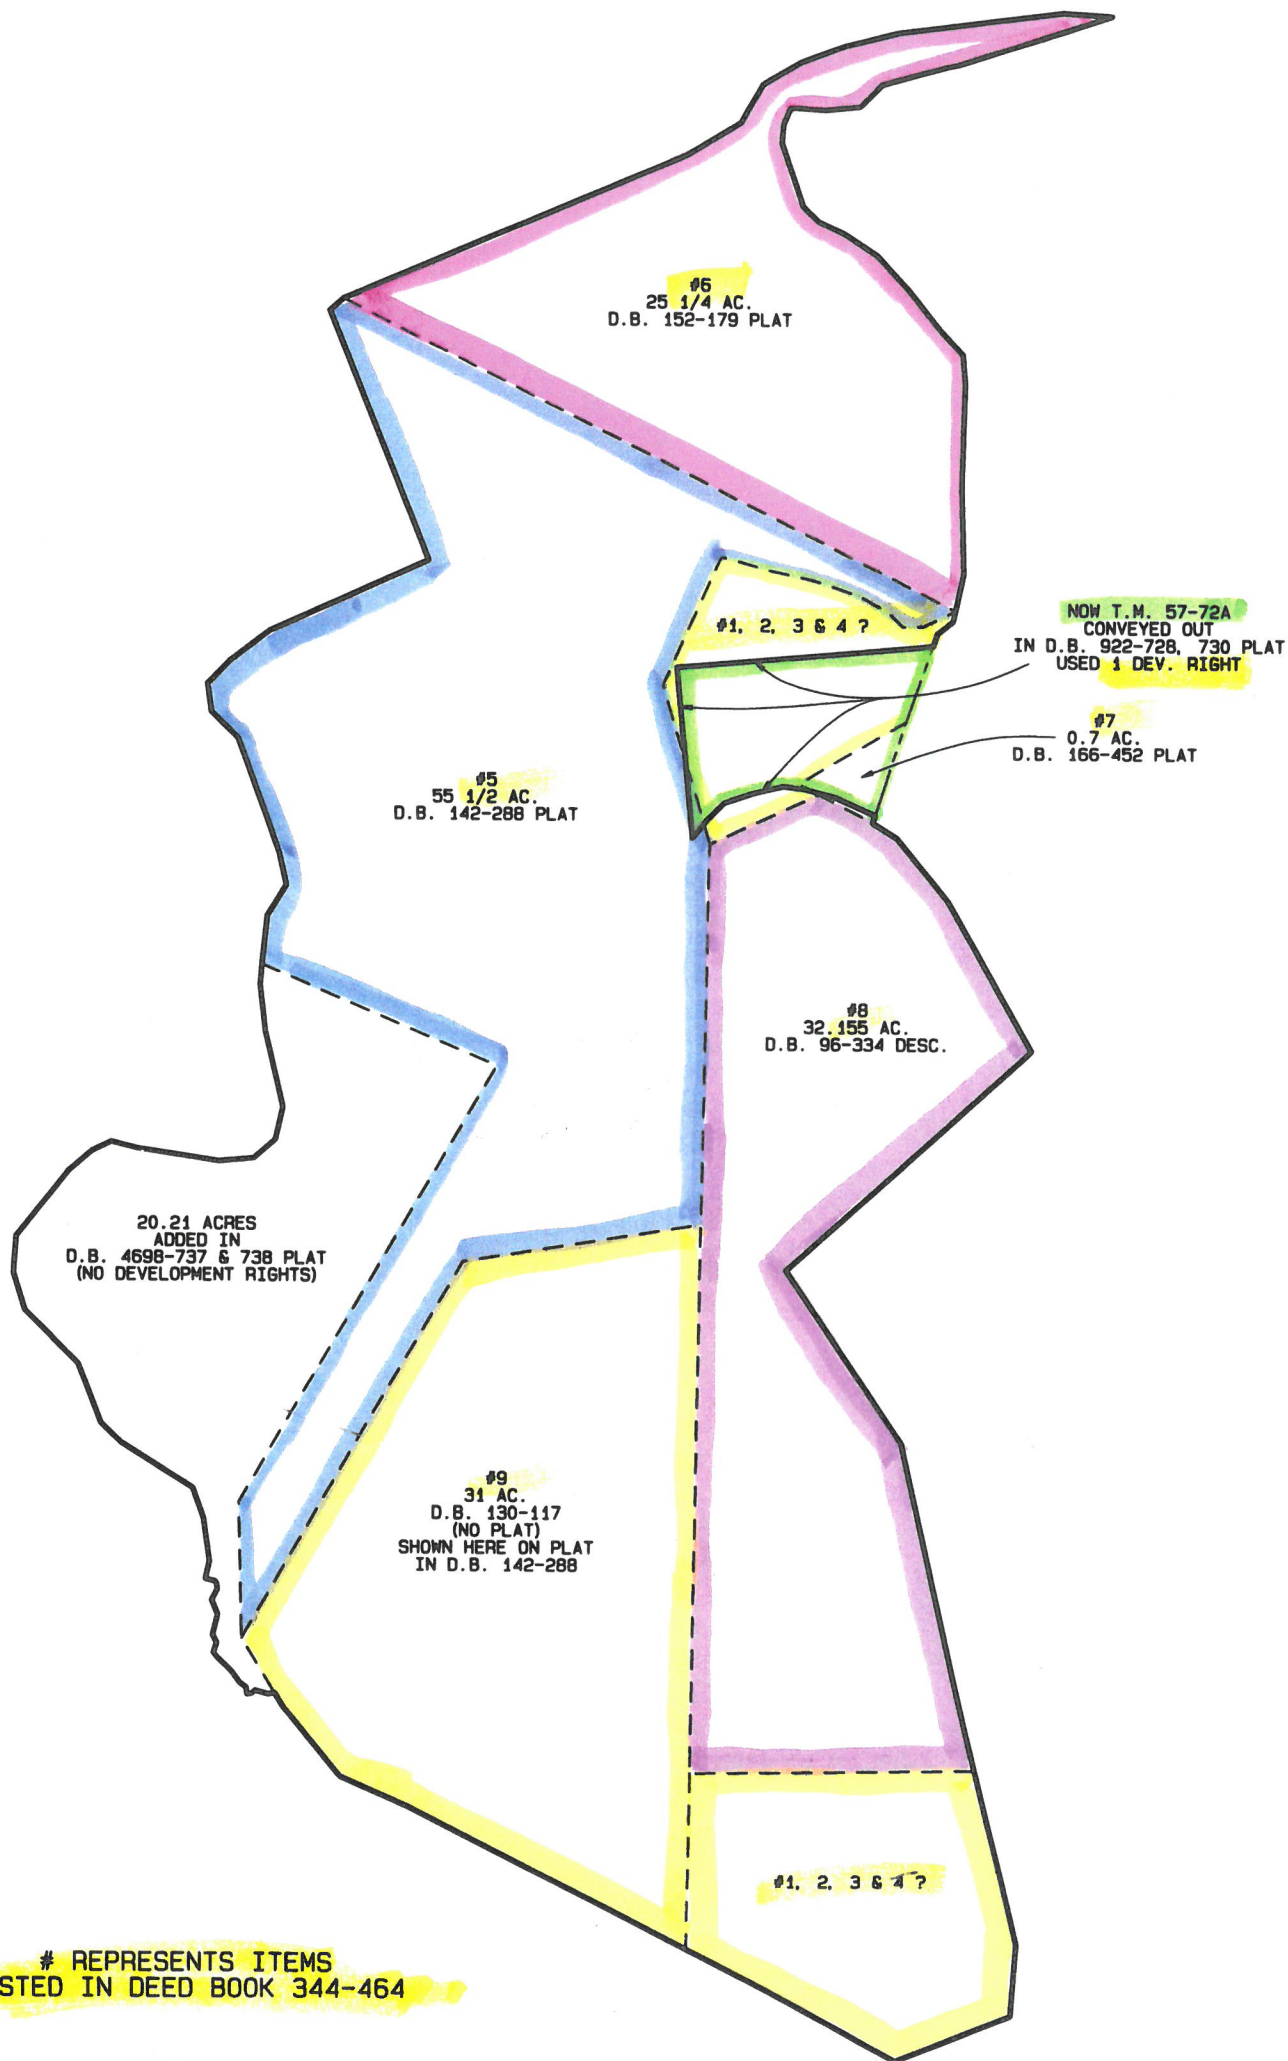 #6
25 1/4 AC.
D.B. 152-179 PLAT
#1, 2, 3 & 4 ?
NOW T.M. 57-72A
CONVEYED OUT
IN D.B. 922-728, 730 PLAT
USED 1 DEV. RIGHT
#7
0.7 AC.
D.B. 166-452 PLAT
#5
55 1/2 AC.
D.B. 142-288 PLAT
#8
32.155 AC.
D.B. 96-334 DESC.
20.21 ACRES
ADDED IN
D.B. 4698-737 & 738 PLAT
(NO DEVELOPMENT RIGHTS)
#9
31 AC.
D.B. 130-117
(NO PLAT)
SHOWN HERE ON PLAT
IN D.B. 142-288
#1, 2, 3 & 4 ?
# REPRESENTS ITEMS
STED IN DEED BOOK 344-464